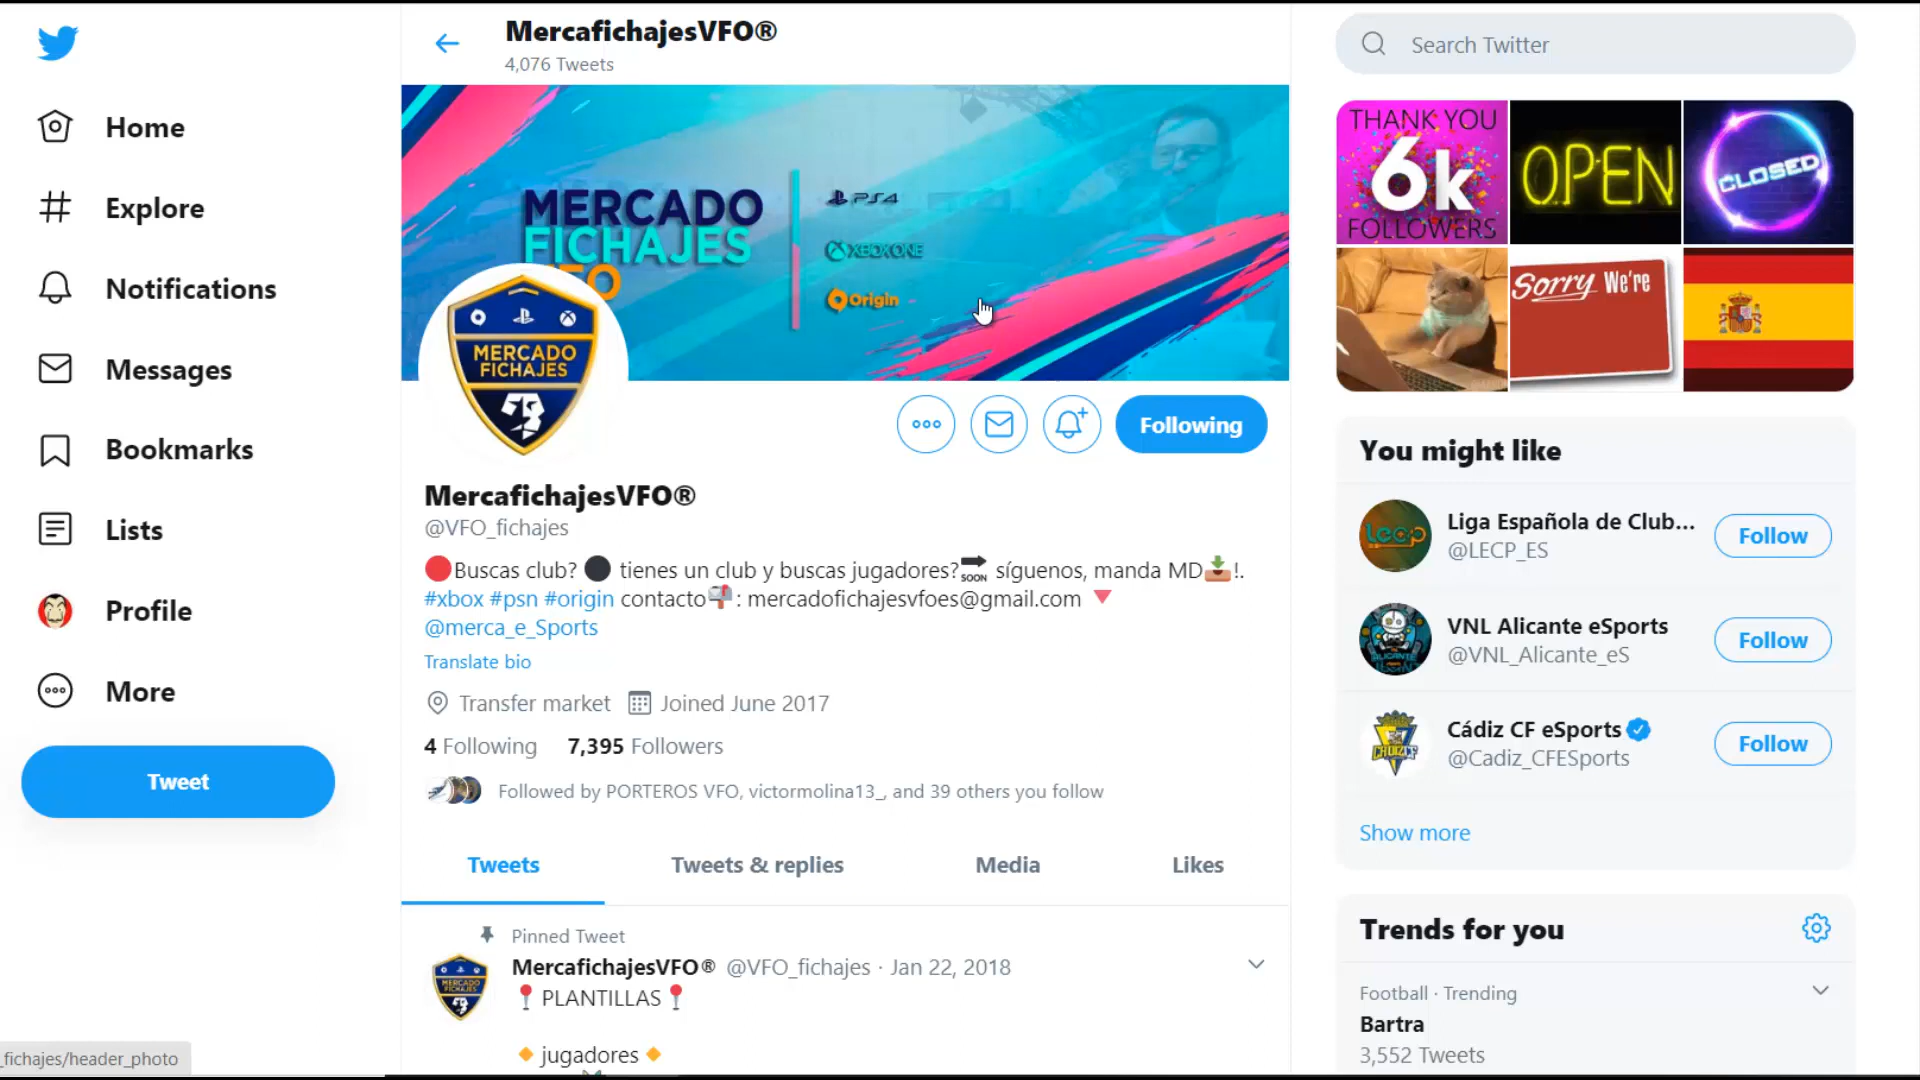 Home
Explore
Notifications
Messages
Bookmarks
Lists
Profile
More
Tweet
_fichajes/header_photo
MercafichajesVFO®
4,076 Tweets
MERCADO
FICHAJES
PS4
XBOXONE
Origin
MERCADO
FICHAJES
Following
MercafichajesVFO®
@VFO_fichajes
🔴Buscas club? ⚫ tienes un club y buscas jugadores?🔜 síguenos, manda MD📥!.
#xbox #psn #origin contacto📬: mercadofichajesvfoes@gmail.com 🔻
@merca_e_Sports
Translate bio
Transfer market Joined June 2017
4 Following 7,395 Followers
Followed by PORTEROS VFO, victormolina13_, and 39 others you follow
Tweets Tweets & replies Media Likes
Pinned Tweet
MercafichajesVFO® @VFO_fichajes · Jan 22, 2018
📍PLANTILLAS📍
🔸jugadores🔸
Search Twitter
THANK YOU
6k
FOLLOWERS
OPEN
CLOSED
Sorry We're
You might like
Liga Española de Club...
@LECP_ES
Follow
VNL Alicante eSports
@VNL_Alicante_eS
Follow
Cádiz CF eSports
@Cadiz_CFESports
Follow
Show more
Trends for you
Football · Trending
Bartra
3,552 Tweets